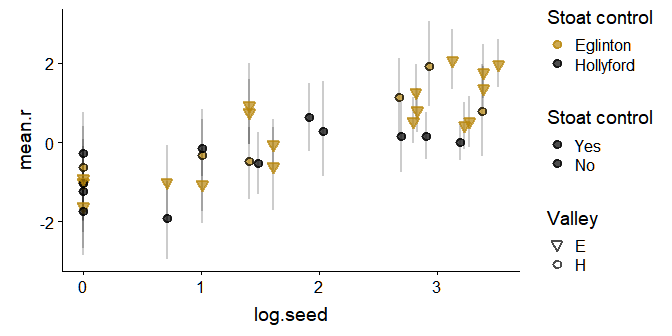 Stoat control
Eglinton
Hollyford
Stoat control
Yes
No
Valley
E
H
mean.r
2
0
-2
0
1
2
3
log.seed